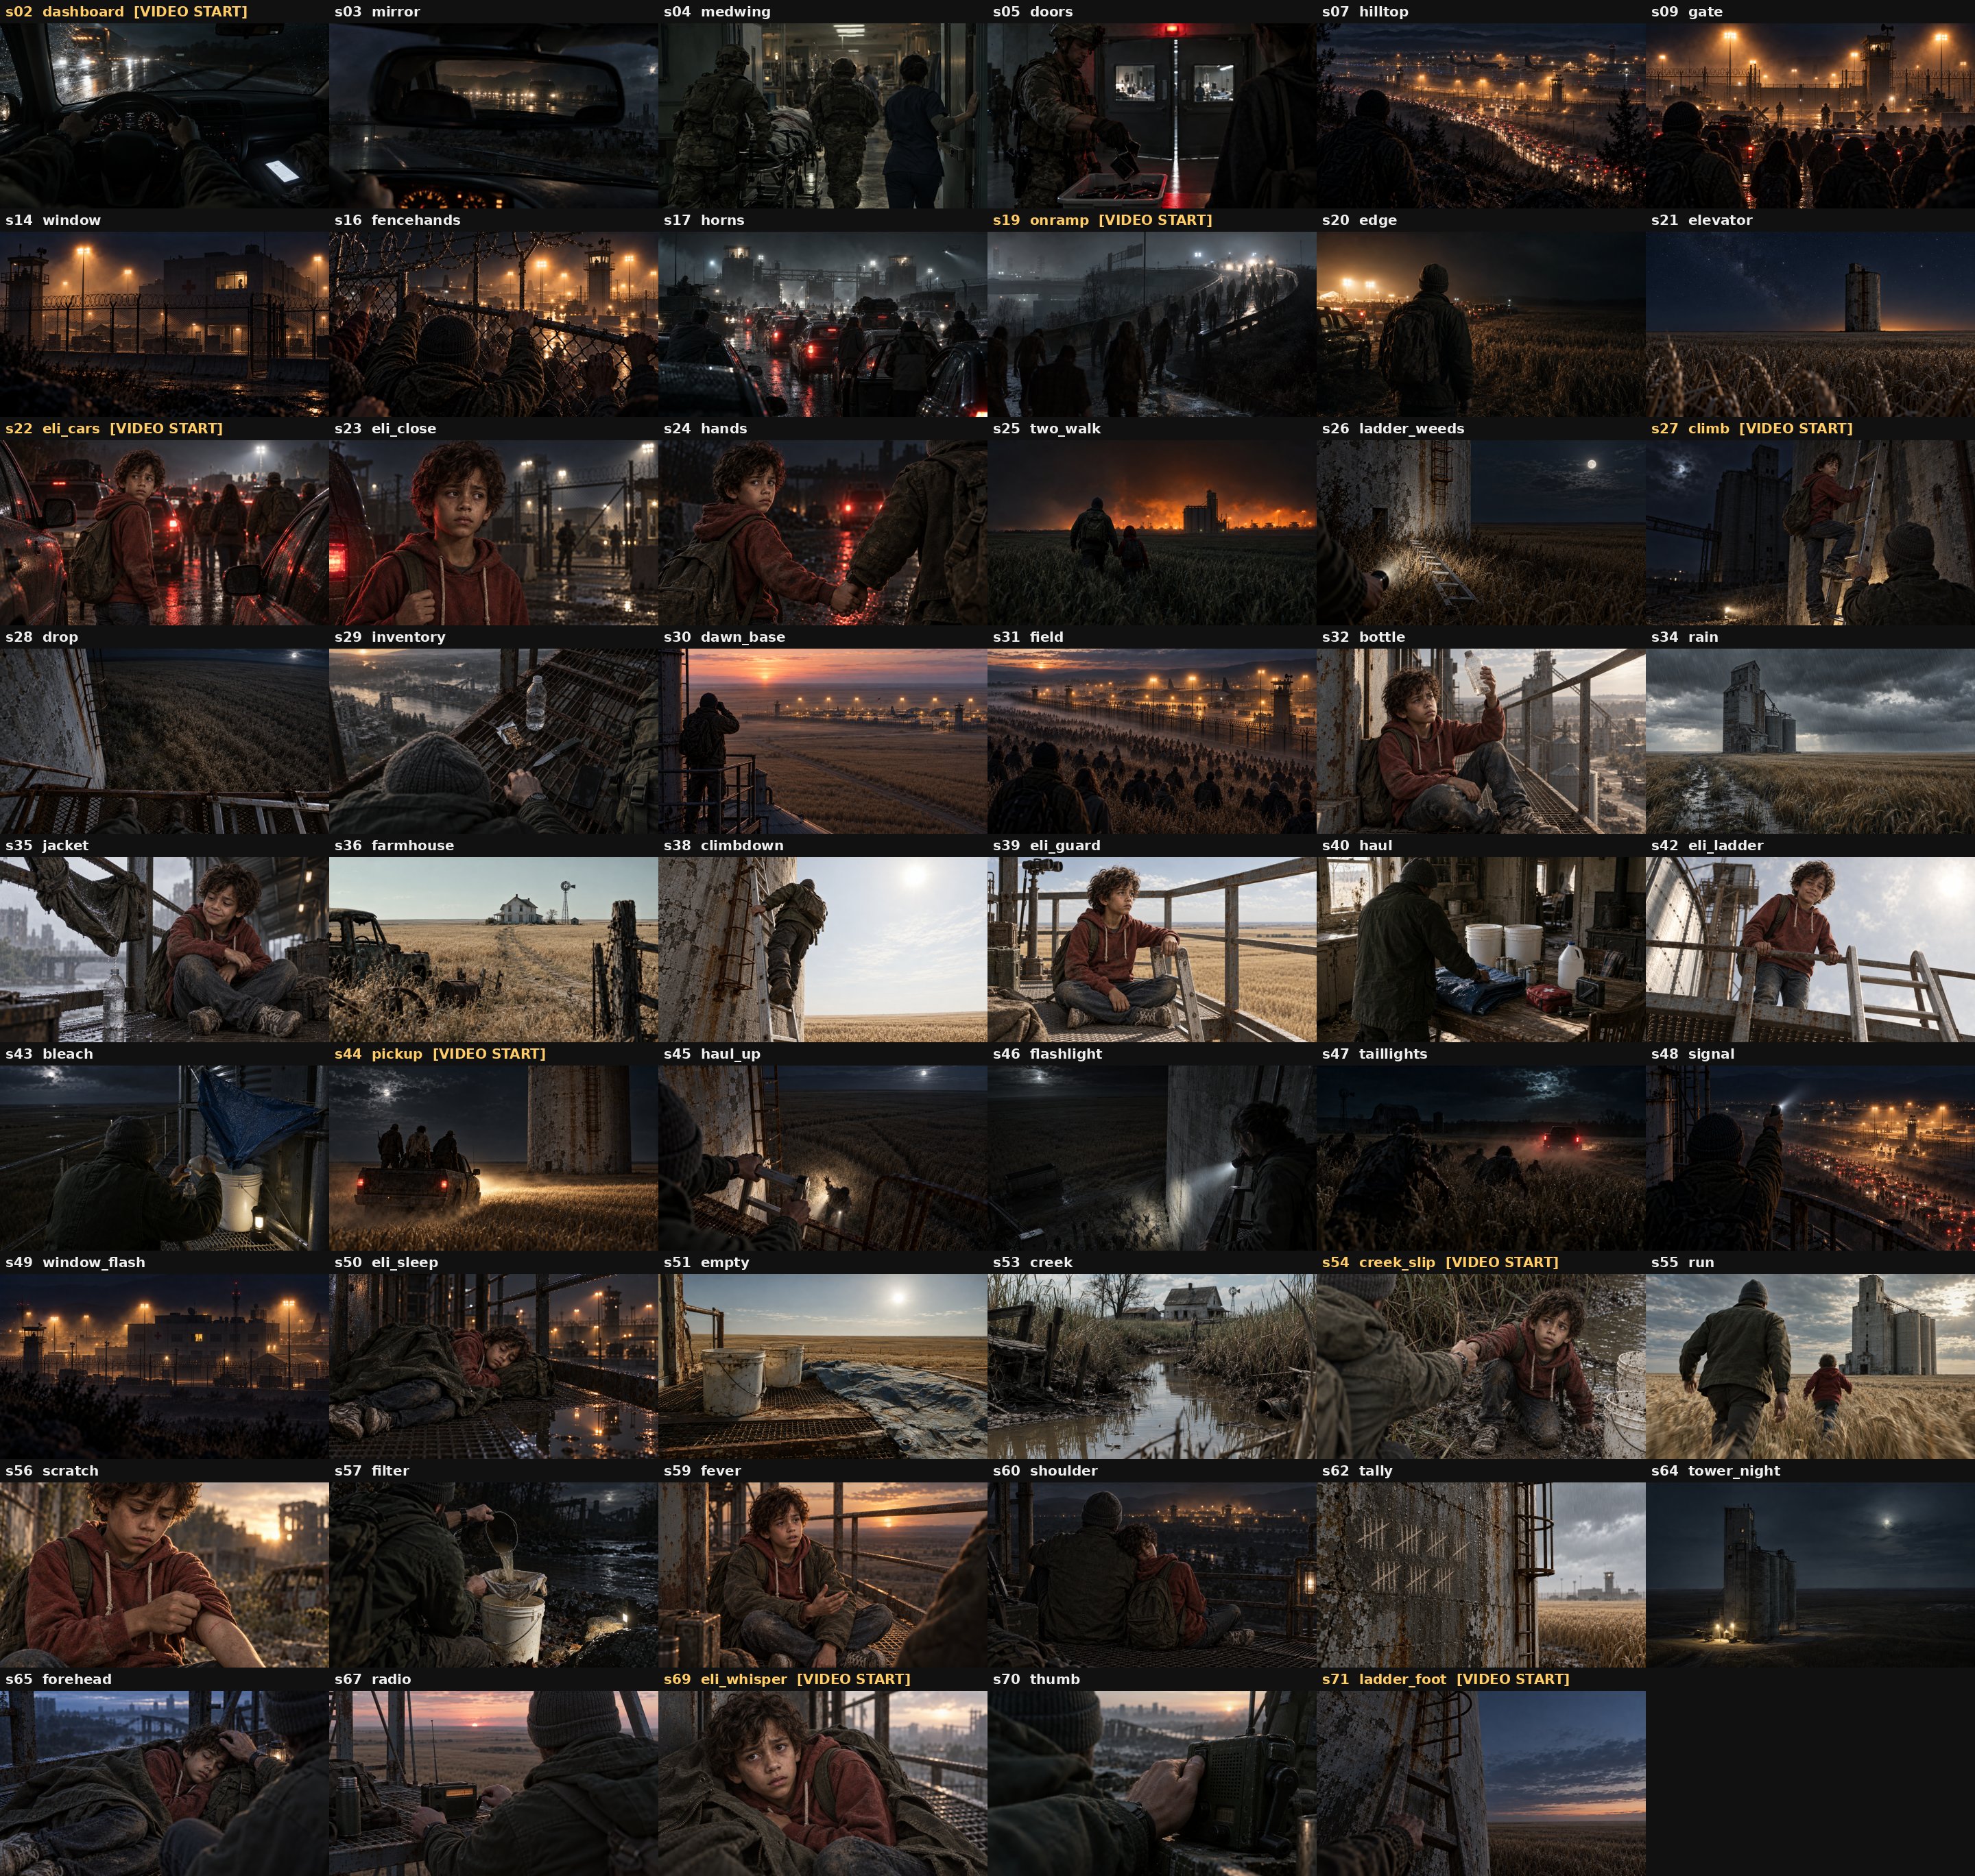 s02 dashboard [VIDEO START]
s03 mirror
s04 medwing
s05 doors
s07 hilltop
s09 gate
s14 window
s16 fencehands
s17 horns
s19 onramp [VIDEO START]
s20 edge
s21 elevator
s22 eli_cars [VIDEO START]
s23 eli_close
s24 hands
s25 two_walk
s26 ladder_weeds
s27 climb [VIDEO START]
s28 drop
s29 inventory
s30 dawn_base
s31 field
s32 bottle
s34 rain
s35 jacket
s36 farmhouse
s38 climbdown
s39 eli_guard
s40 haul
s42 eli_ladder
s43 bleach
s44 pickup [VIDEO START]
s45 haul_up
s46 flashlight
s47 taillights
s48 signal
s49 window_flash
s50 eli_sleep
s51 empty
s53 creek
s54 creek_slip [VIDEO START]
s55 run
s56 scratch
s57 filter
s59 fever
s60 shoulder
s62 tally
s64 tower_night
s65 forehead
s67 radio
s69 eli_whisper [VIDEO START]
s70 thumb
s71 ladder_foot [VIDEO START]